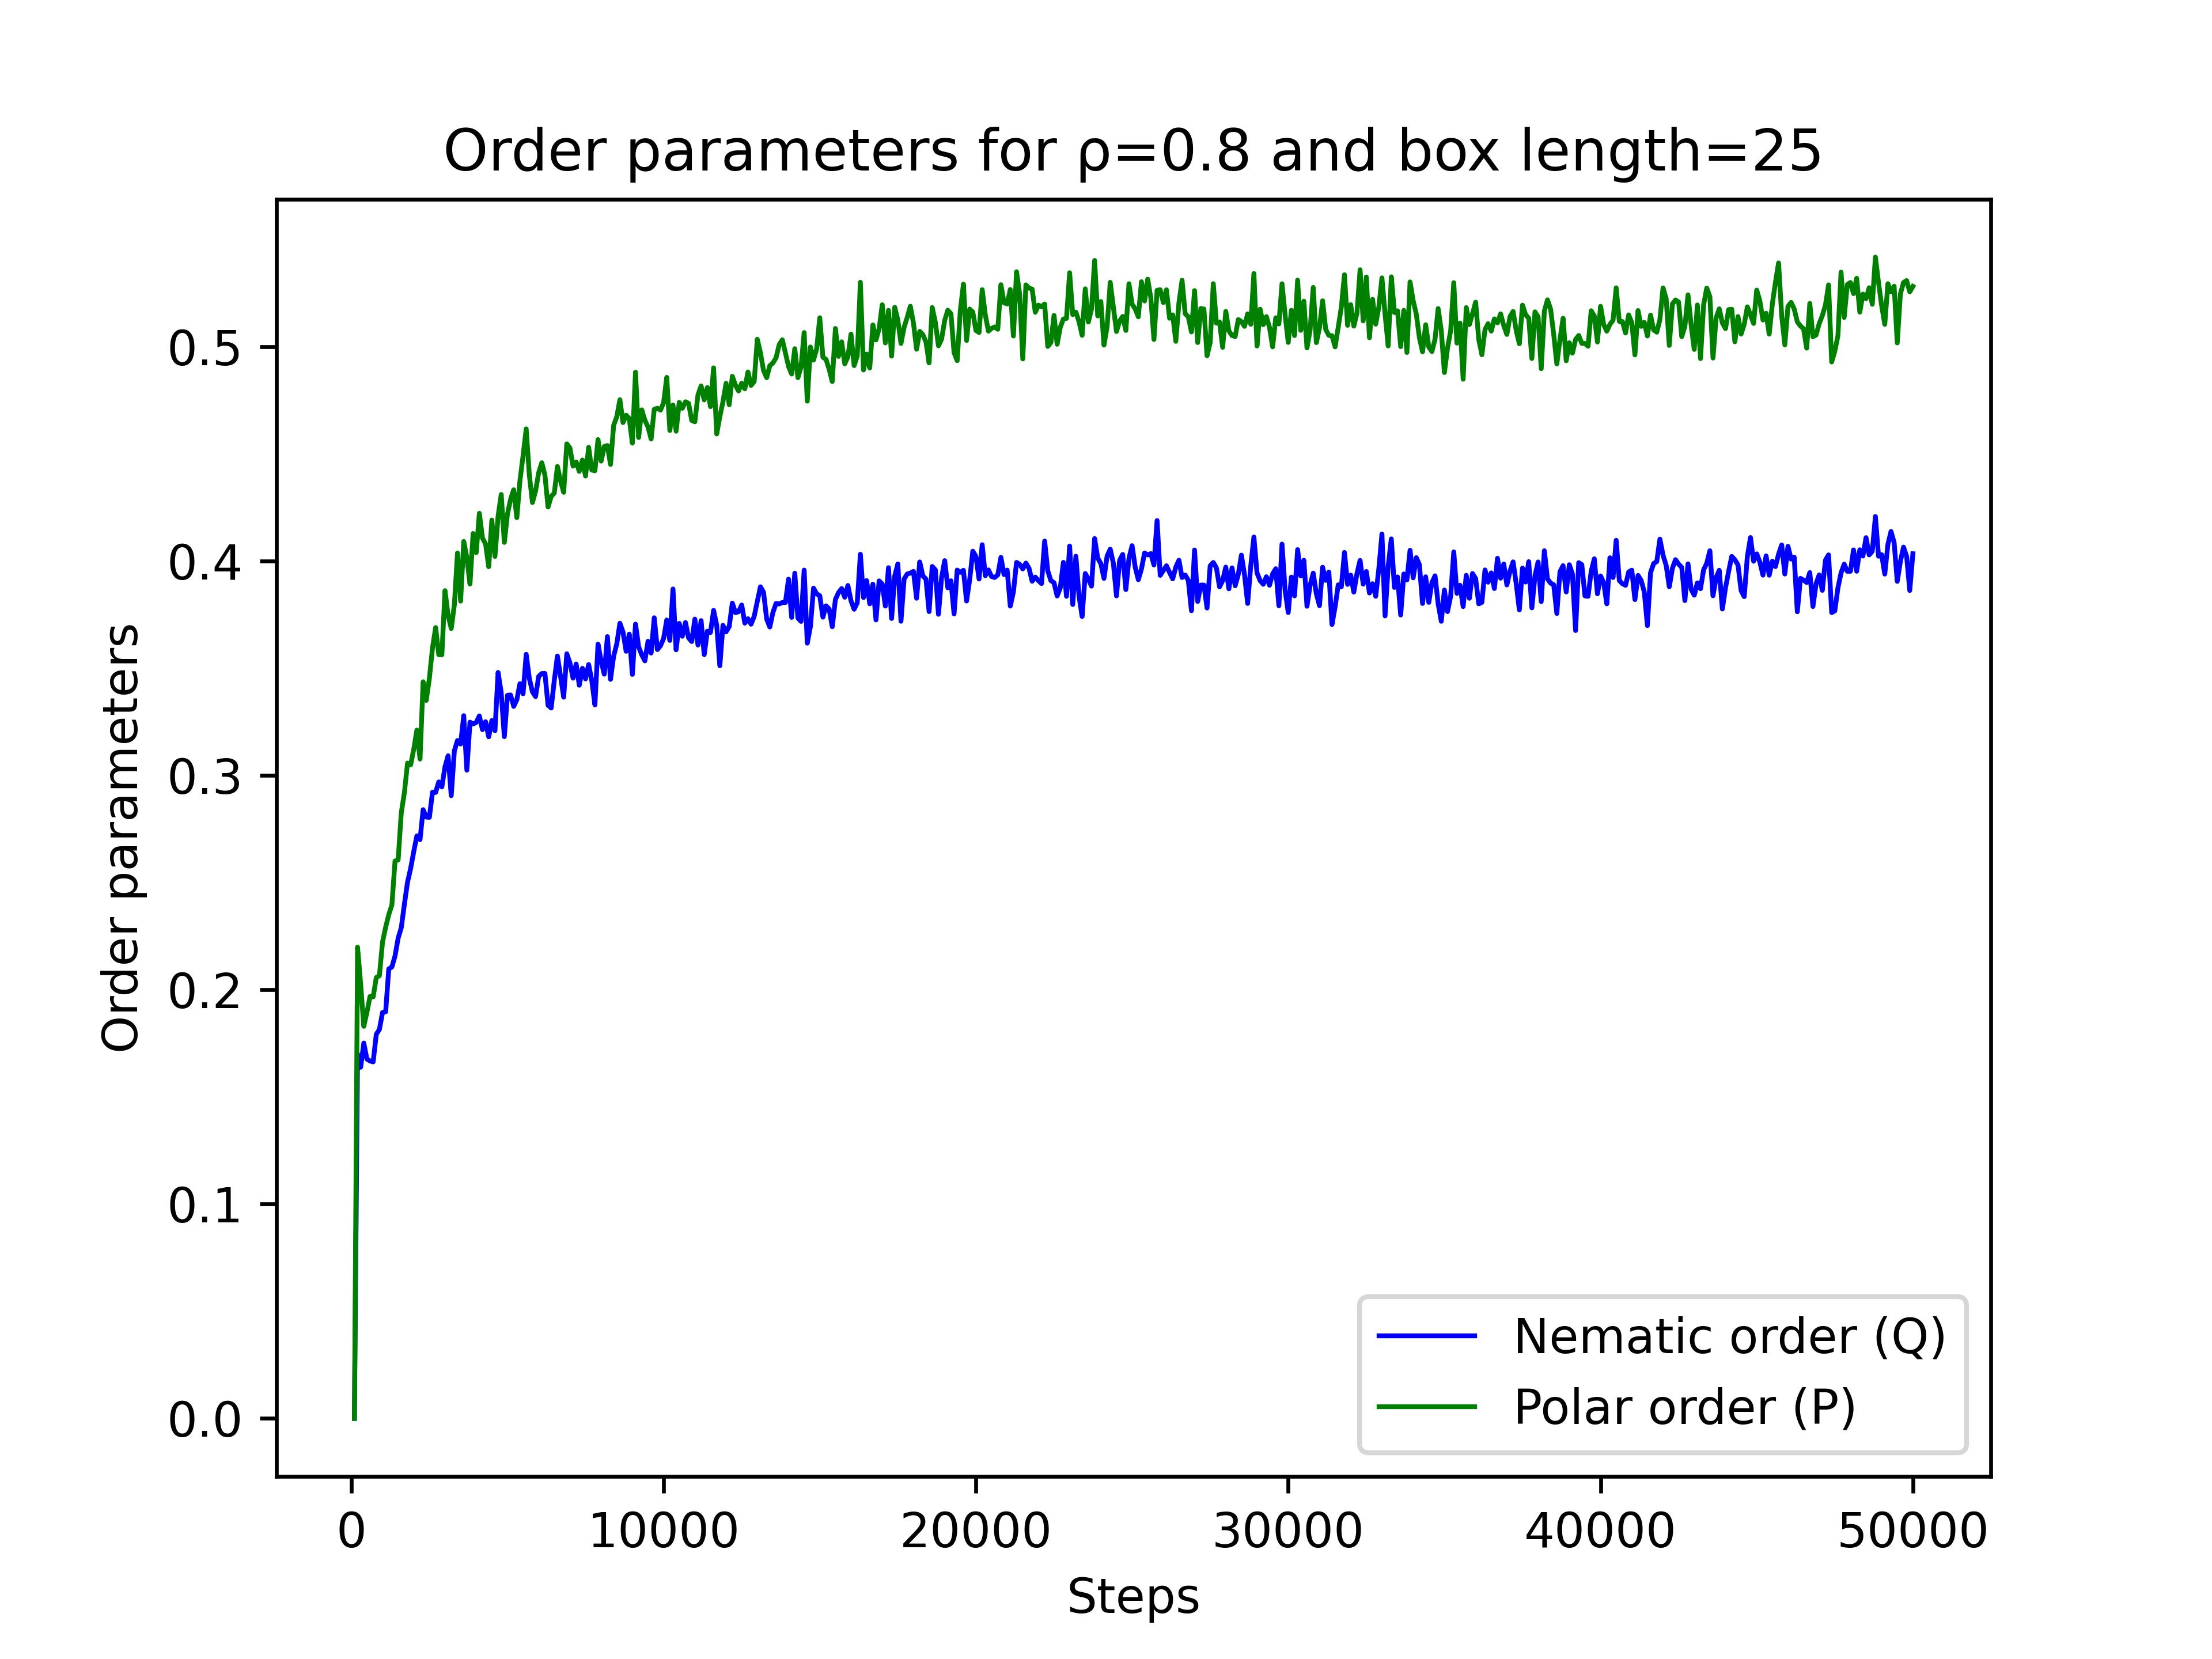 Order parameters for ρ=0.8 and box length=25
Order parameters
0.5
0.4
0.3
0.2
0.1
0.0
Nematic order (Q)
Polar order (P)
0 10000 20000 30000 40000 50000
Steps